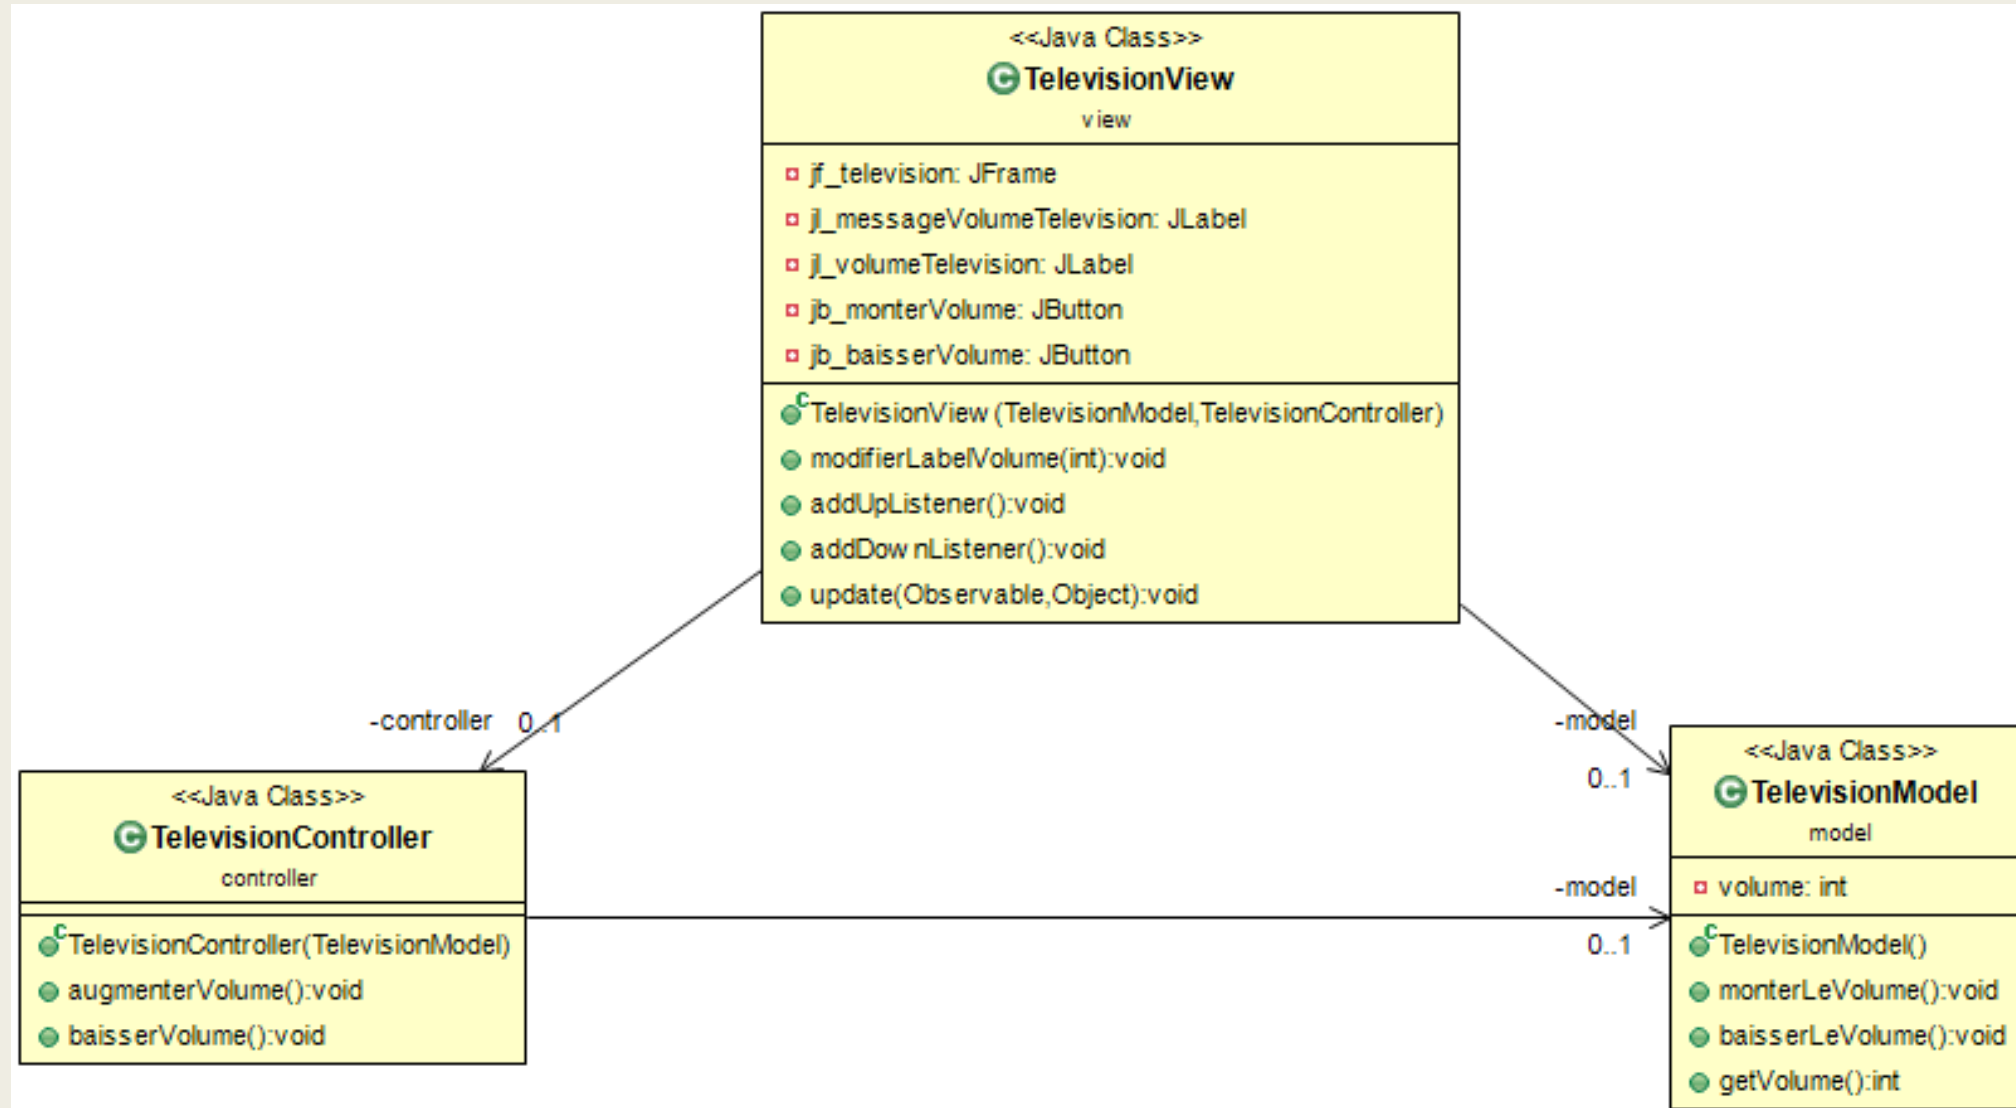 <<Java Class>>
TelevisionView
view
jf_television: JFrame
jl_messageVolumeTelevision: JLabel
jl_volumeTelevision: JLabel
jb_monterVolume: JButton
jb_baisserVolume: JButton
TelevisionView(TelevisionModel,TelevisionController)
modifierLabelVolume(int):void
addUpListener():void
addDownListener():void
update(Observable,Object):void
-controller 0..1
-model
0..1
<<Java Class>>
TelevisionController
controller
TelevisionController(TelevisionModel)
augmenterVolume():void
baisserVolume():void
-model
0..1
<<Java Class>>
TelevisionModel
model
volume: int
TelevisionModel()
monterLeVolume():void
baisserLeVolume():void
getVolume():int